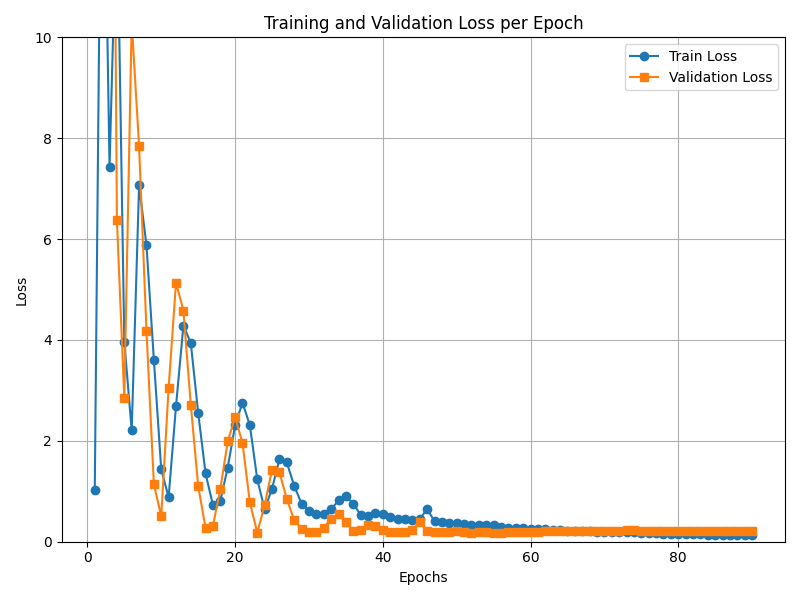 Training and Validation Loss per Epoch
Train Loss
Validation Loss
10
8
6
4
2
0
Loss
0 20 40 60 80
Epochs